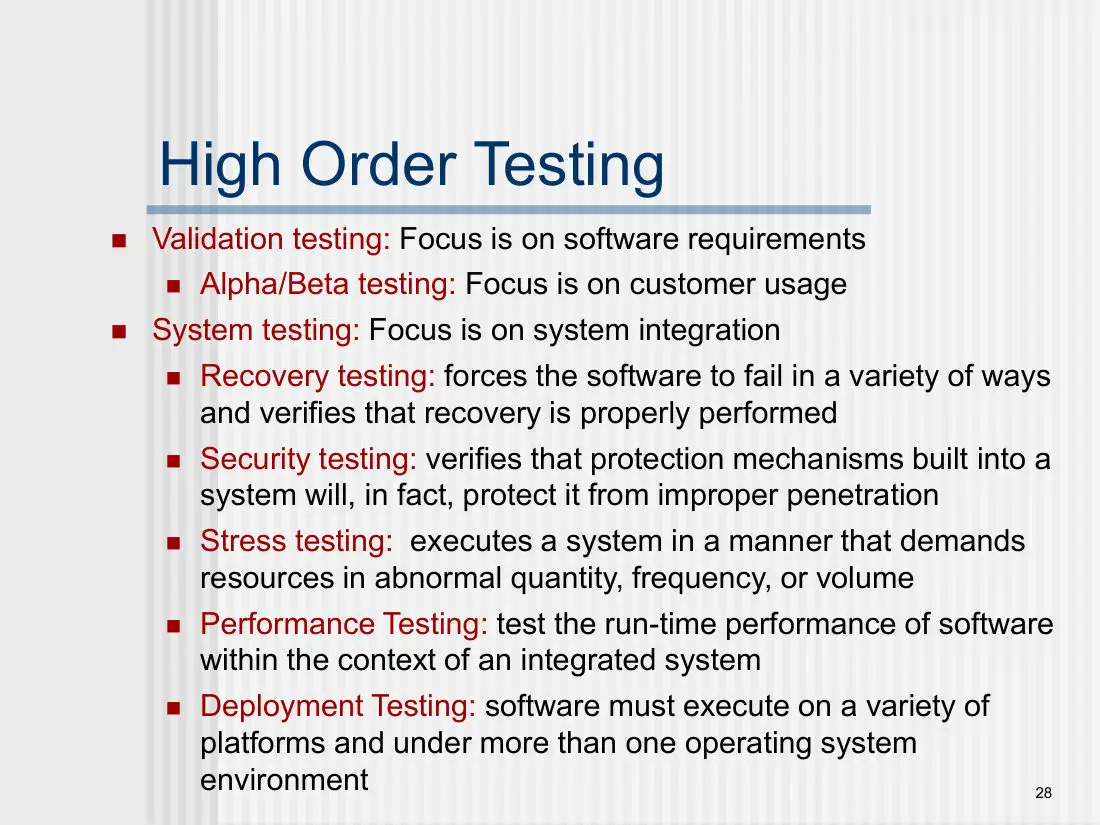 High Order Testing
Validation testing: Focus is on software requirements
Alpha/Beta testing: Focus is on customer usage
System testing: Focus is on system integration
Recovery testing: forces the software to fail in a variety of ways
and verifies that recovery is properly performed
Security testing: verifies that protection mechanisms built into a
system will, in fact, protect it from improper penetration
Stress testing:  executes a system in a manner that demands
resources in abnormal quantity, frequency, or volume
Performance Testing: test the run-time performance of software
within the context of an integrated system
Deployment Testing: software must execute on a variety of
platforms and under more than one operating system
environment
28